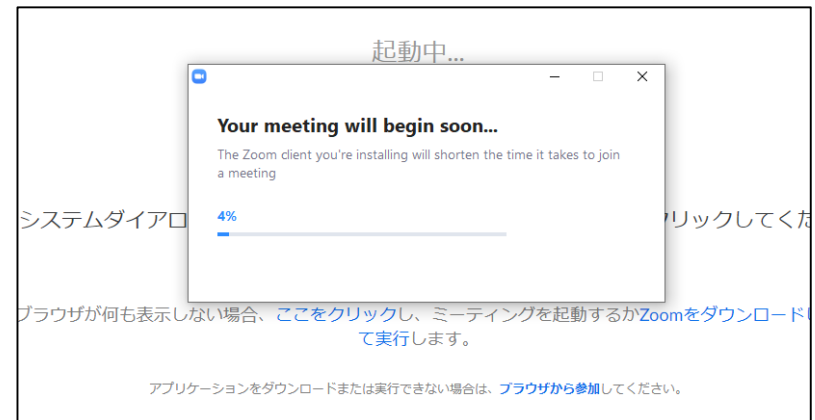 起動中...
Your meeting will begin soon...
The Zoom client you're installing will shorten the time it takes to join
a meeting
4%
システムダイアロ
クリックしてくだ
ブラウザが何も表示しない場合、ここをクリックし、ミーティングを起動するかZoomをダウンロードし
て実行します。
アプリケーションをダウンロードまたは実行できない場合は、ブラウザから参加してください。